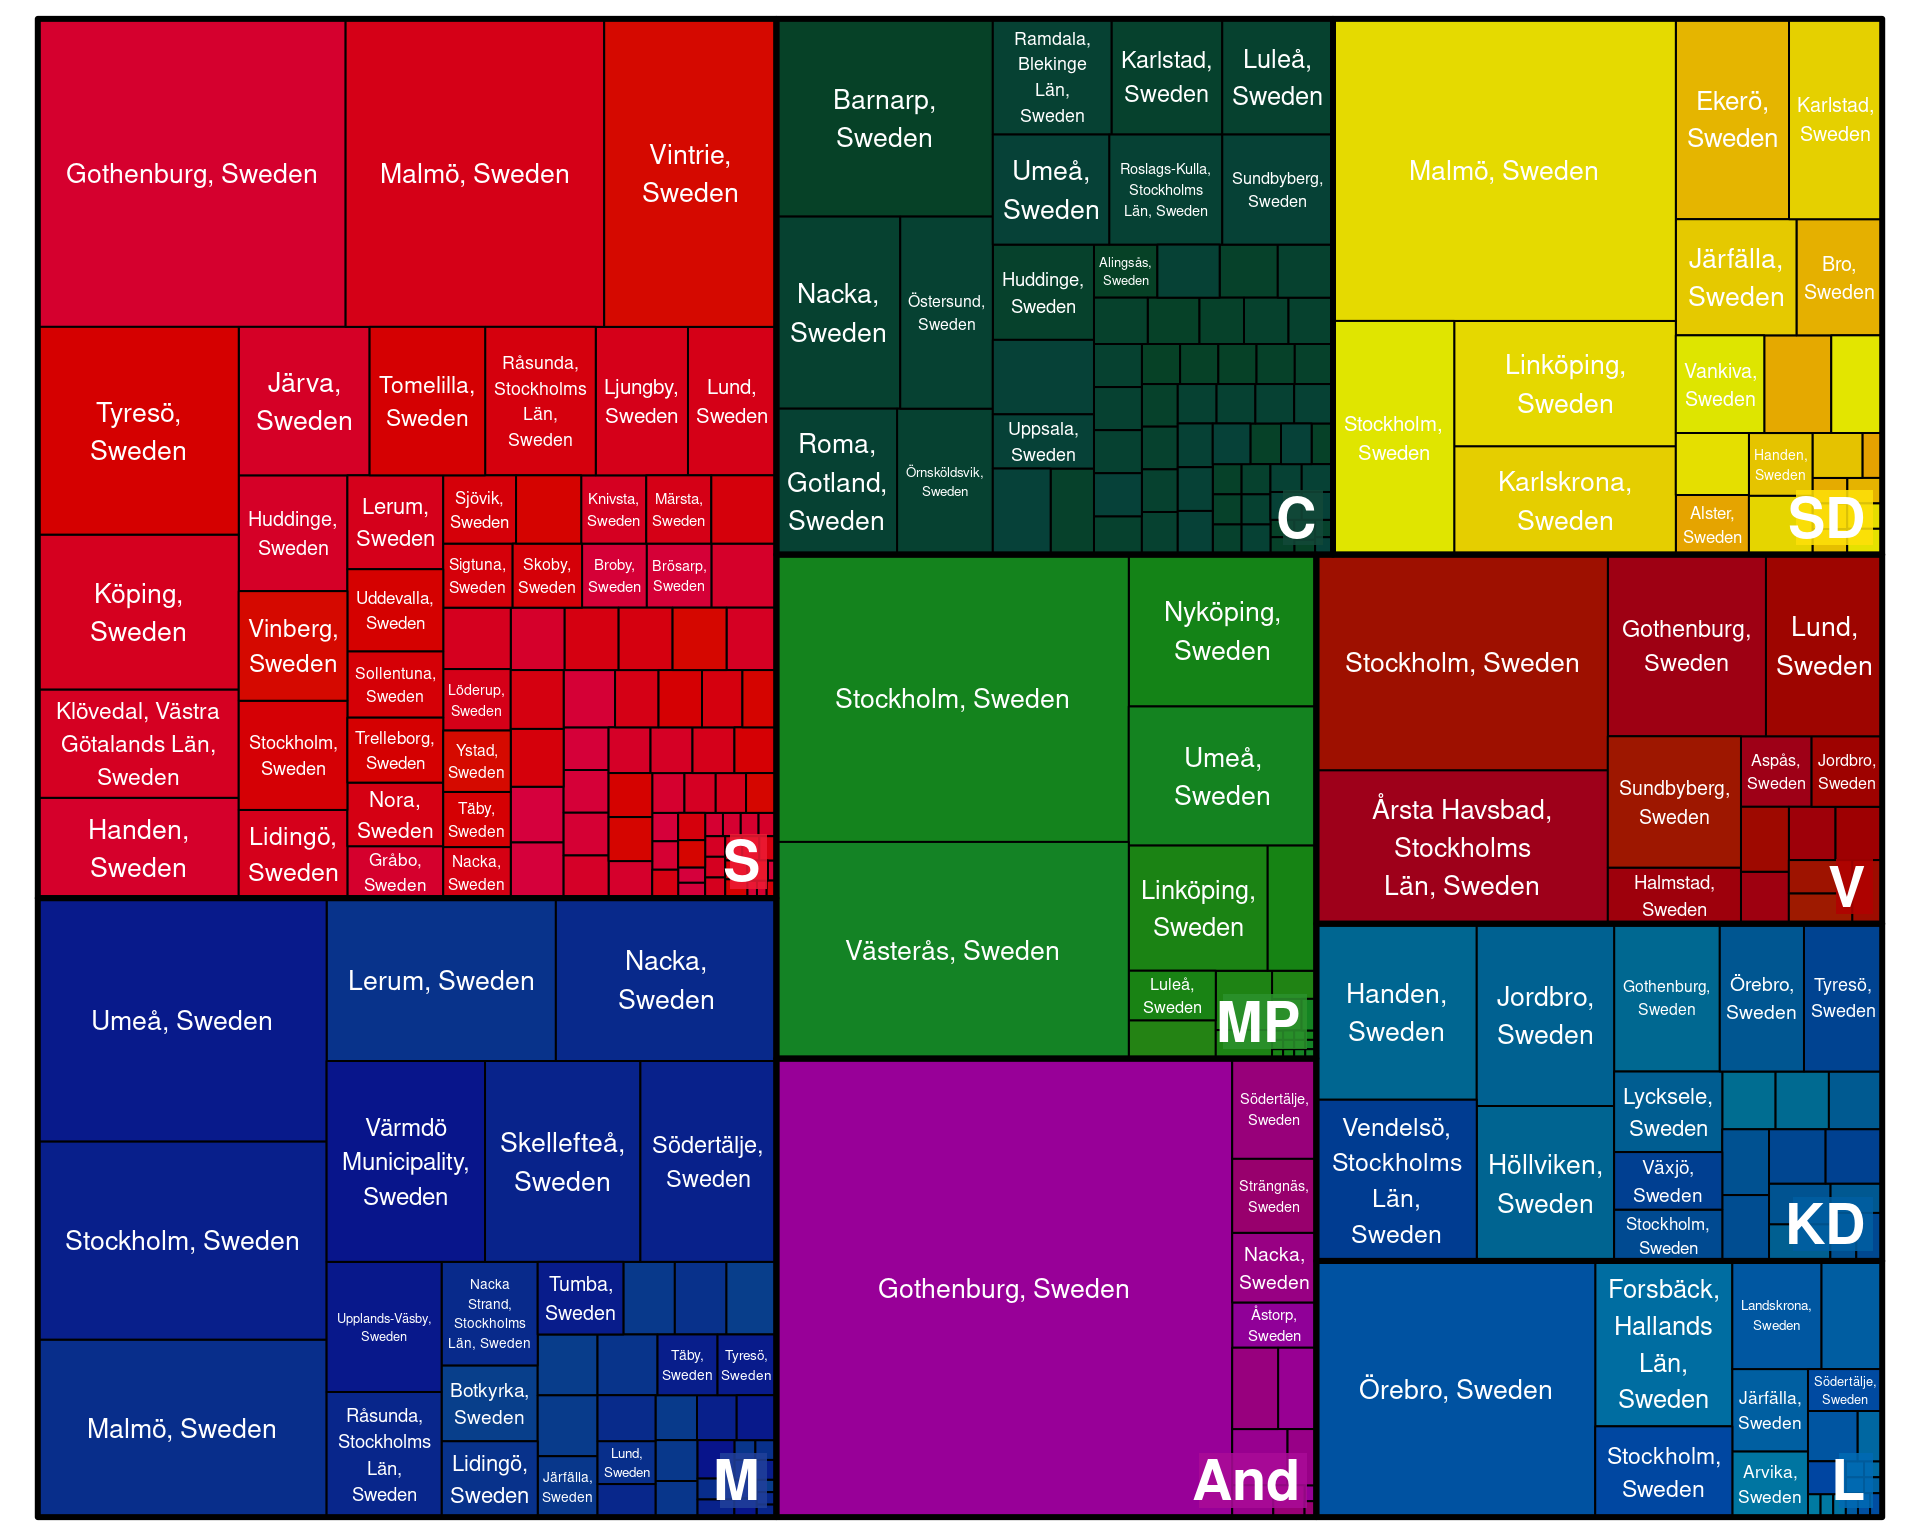 Gothenburg, Sweden
Malmö, Sweden
Vintrie,
Sweden
Tyresö,
Sweden
Järva,
Sweden
Tomelilla,
Sweden
Råsunda,
Stockholms
Län,
Sweden
Ljungby,
Sweden
Lund,
Sweden
Köping,
Sweden
Klövedal, Västra
Götalands Län,
Sweden
Handen,
Sweden
Huddinge,
Sweden
Vinberg,
Sweden
Stockholm,
Sweden
Lidingö,
Sweden
Lerum,
Sweden
Uddevalla,
Sweden
Sollentuna,
Sweden
Trelleborg,
Sweden
Nora,
Sweden
Gråbo,
Sweden
Sjövik,
Sweden
Knivsta,
Sweden
Märsta,
Sweden
Sigtuna,
Sweden
Skoby,
Sweden
Broby,
Sweden
Brösarp,
Sweden
Löderup,
Sweden
Ystad,
Sweden
Täby,
Sweden
Nacka,
Sweden
S
Umeå, Sweden
Stockholm, Sweden
Malmö, Sweden
Lerum, Sweden
Nacka,
Sweden
Värmdö
Municipality,
Sweden
Skellefteå,
Sweden
Södertälje,
Sweden
Upplands-Väsby,
Sweden
Råsunda,
Stockholms
Län,
Sweden
Nacka
Strand,
Stockholms
Län, Sweden
Botkyrka,
Sweden
Lidingö,
Sweden
Tumba,
Sweden
Täby,
Sweden
Tyresö,
Sweden
Järfälla,
Sweden
Lund,
Sweden
M
Barnarp,
Sweden
Nacka,
Sweden
Östersund,
Sweden
Roma,
Gotland,
Sweden
Örnsköldsvik,
Sweden
Ramdala,
Blekinge
Län,
Sweden
Karlstad,
Sweden
Luleå,
Sweden
Umeå,
Sweden
Roslags-Kulla,
Stockholms
Län, Sweden
Sundbyberg,
Sweden
Huddinge,
Sweden
Alingsås,
Sweden
Uppsala,
Sweden
C
Stockholm, Sweden
Västerås, Sweden
Nyköping,
Sweden
Umeå,
Sweden
Linköping,
Sweden
Luleå,
Sweden
MP
Gothenburg, Sweden
Södertälje,
Sweden
Strängnäs,
Sweden
Nacka,
Sweden
Åstorp,
Sweden
And
Malmö, Sweden
Stockholm,
Sweden
Linköping,
Sweden
Karlskrona,
Sweden
Ekerö,
Sweden
Karlstad,
Sweden
Järfälla,
Sweden
Bro,
Sweden
Vankiva,
Sweden
Handen,
Sweden
Alster,
Sweden
SD
Stockholm, Sweden
Årsta Havsbad,
Stockholms
Län, Sweden
Gothenburg,
Sweden
Lund,
Sweden
Sundbyberg,
Sweden
Halmstad,
Sweden
Aspås,
Sweden
Jordbro,
Sweden
V
Handen,
Sweden
Vendelsö,
Stockholms
Län,
Sweden
Jordbro,
Sweden
Höllviken,
Sweden
Gothenburg,
Sweden
Örebro,
Sweden
Tyresö,
Sweden
Lycksele,
Sweden
Växjö,
Sweden
Stockholm,
Sweden
KD
Örebro, Sweden
Forsbäck,
Hallands
Län,
Sweden
Stockholm,
Sweden
Landskrona,
Sweden
Järfälla,
Sweden
Södertälje,
Sweden
Arvika,
Sweden
L